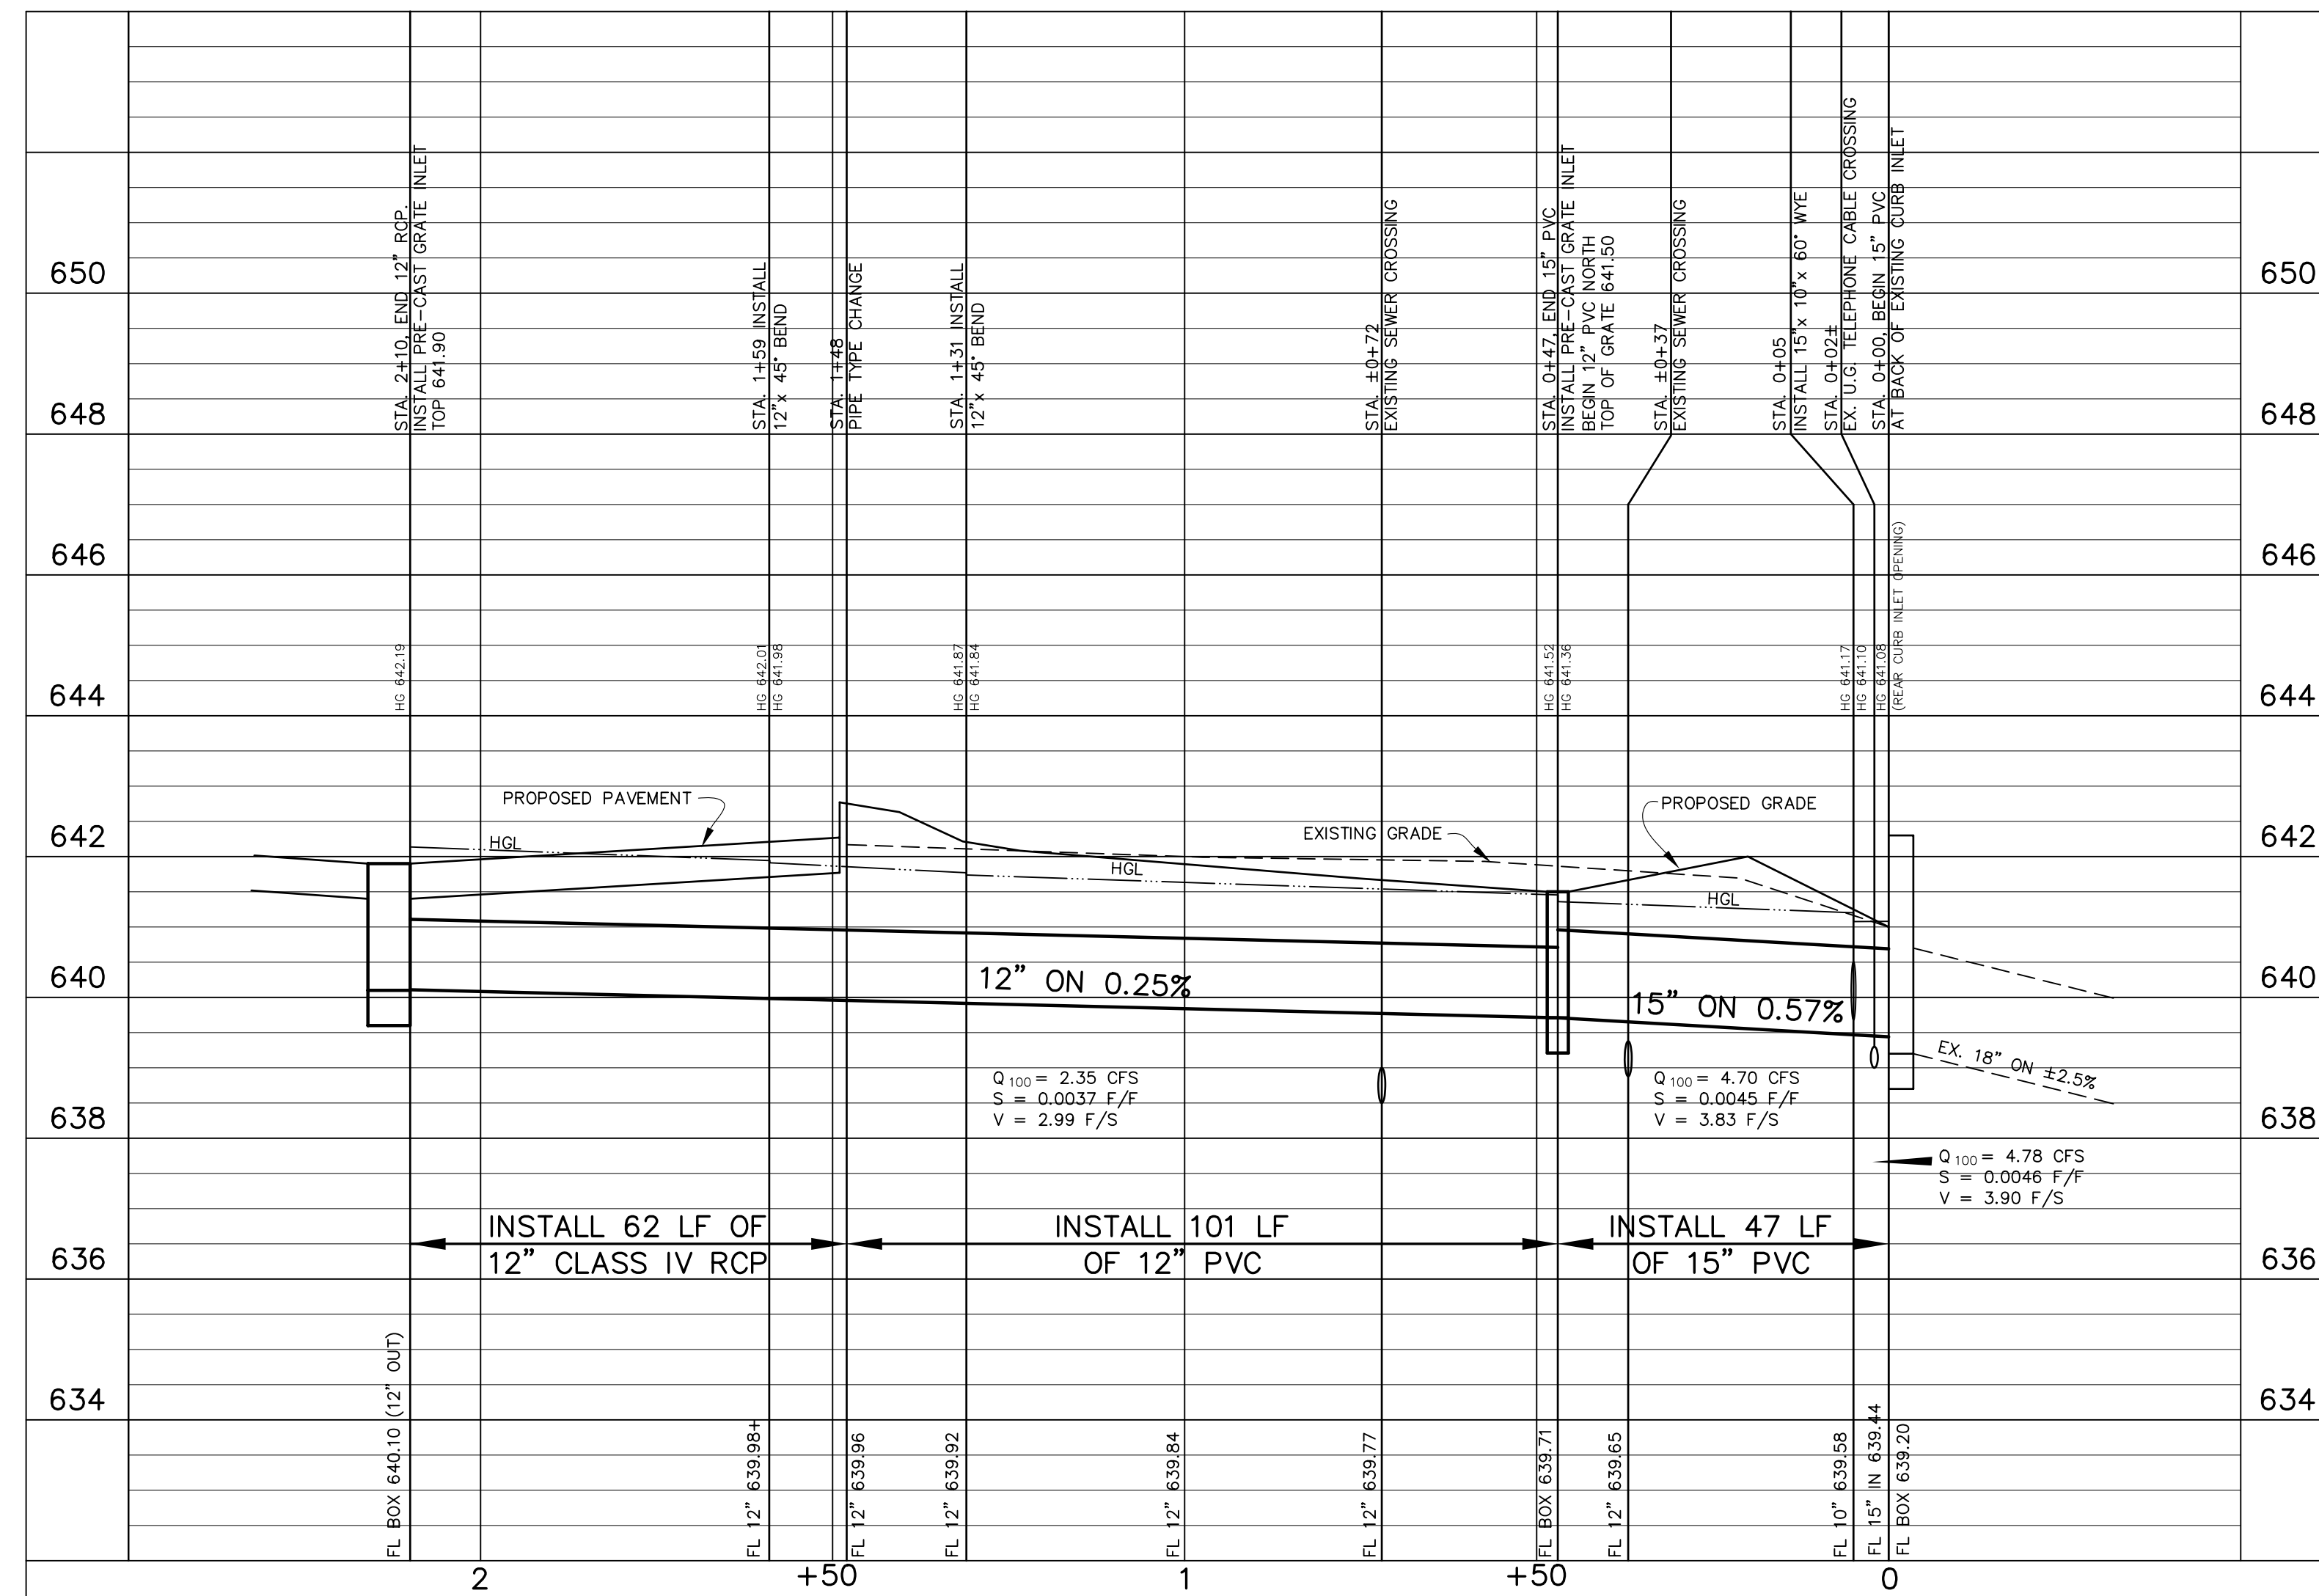 STA. 2+10, END 12" RCP.
INSTALL PRE-CAST GRATE INLET
TOP 641.90
STA. 1+59 INSTALL
12"x 45° BEND
STA. 1+48
PIPE TYPE CHANGE
STA. 1+31 INSTALL
12"x 45° BEND
STA. ±0+72
EXISTING SEWER CROSSING
STA. 0+47, END 15" PVC
INSTALL PRE-CAST GRATE INLET
BEGIN 12" PVC NORTH
TOP OF GRATE 641.50
STA. ±0+37
EXISTING SEWER CROSSING
STA. 0+05
INSTALL 15"x 10"x 60° WYE
STA. 0+02±
EX. U.G. TELEPHONE CABLE CROSSING
STA. 0+00, BEGIN 15" PVC
AT BACK OF EXISTING CURB INLET
650
650
648
648
646
646
644
644
642
642
640
640
638
638
636
636
634
634
HG 642.19
HG 642.01
HG 641.98
HG 641.87
HG 641.84
HG 641.52
HG 641.36
HG 641.17
HG 641.10
HG 641.08
(REAR CURB INLET OPENING)
PROPOSED PAVEMENT
HGL
EXISTING GRADE
HGL
PROPOSED GRADE
HGL
12" ON 0.25%
15" ON 0.57%
EX. 18" ON ±2.5%
Q100= 2.35 CFS
S = 0.0037 F/F
V = 2.99 F/S
Q100= 4.70 CFS
S = 0.0045 F/F
V = 3.83 F/S
Q100= 4.78 CFS
S = 0.0046 F/F
V = 3.90 F/S
INSTALL 62 LF OF
12" CLASS IV RCP
INSTALL 101 LF
OF 12" PVC
INSTALL 47 LF
OF 15" PVC
FL BOX 640.10 (12" OUT)
FL 12" 639.98+
FL 12" 639.96
FL 12" 639.92
FL 12" 639.84
FL 12" 639.77
FL BOX 639.71
FL 12" 639.65
FL 10" 639.58
FL 15" IN 639.44
FL BOX 639.20
2
+50
1
+50
0